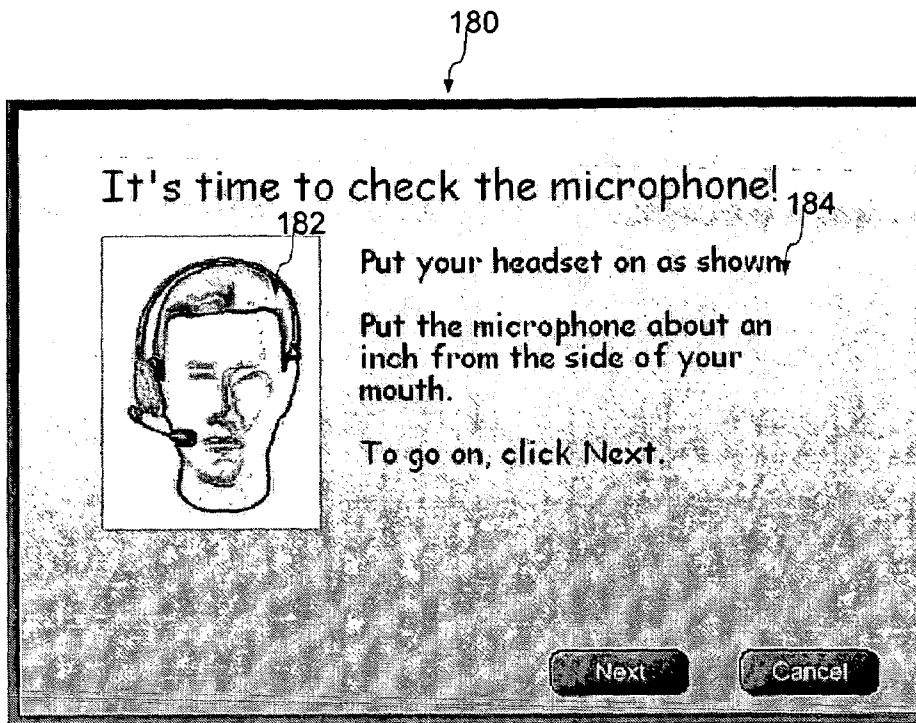 180
It's time to check the microphone!
184
182
Put your headset on as shown.
Put the microphone about an
inch from the side of your
mouth.
To go on, click Next.
Next
Cancel